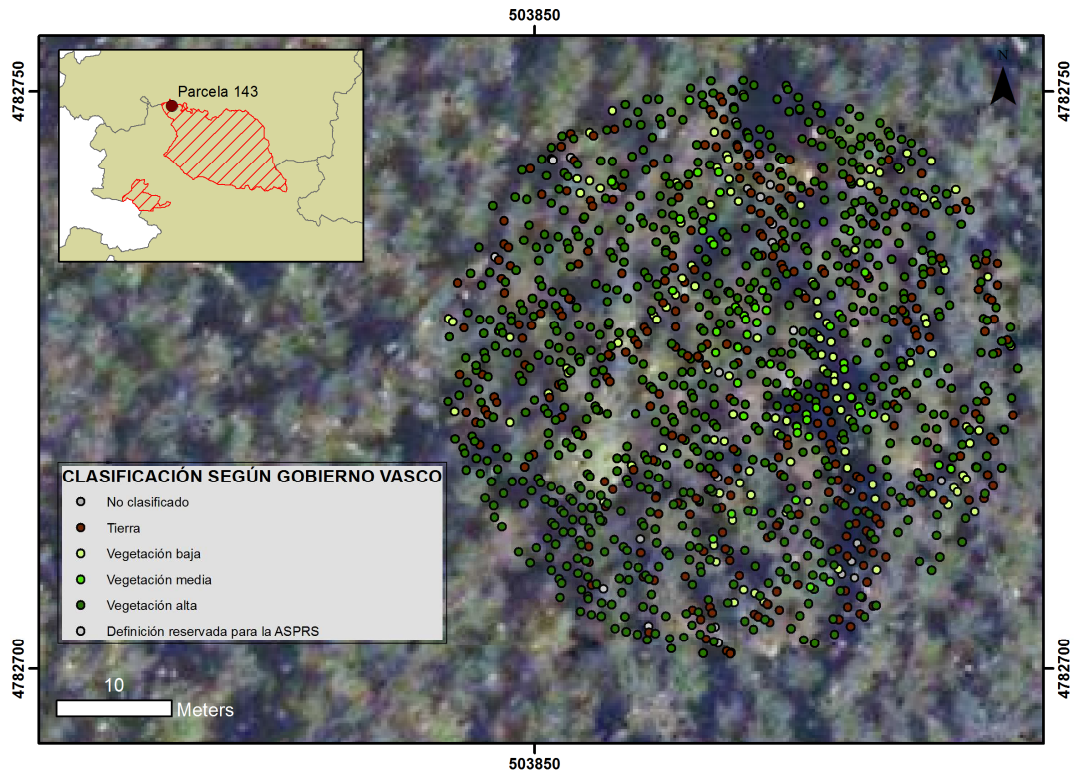 503850
4782750
4782750
N
Parcela 143
CLASIFICACIÓN SEGÚN GOBIERNO VASCO
No clasificado
Tierra
Vegetación baja
Vegetación media
Vegetación alta
Definición reservada para la ASPRS
10
Meters
4782700
4782700
503850